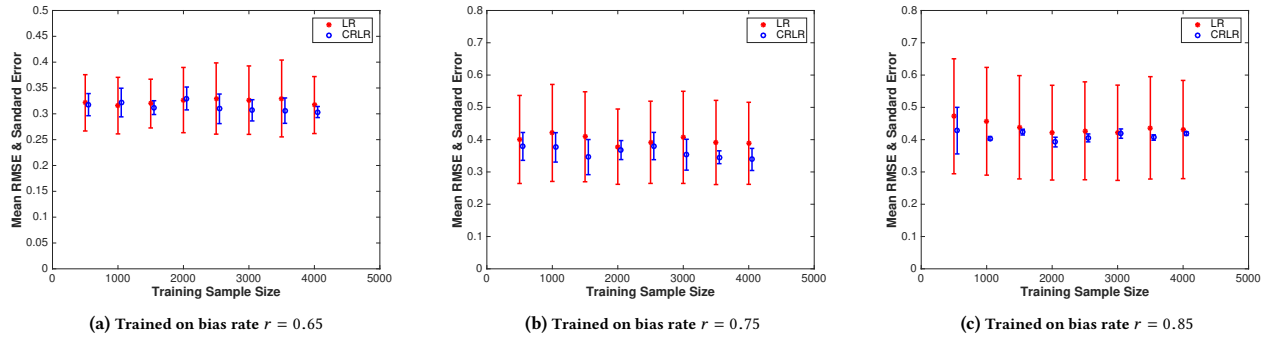 0.5
0.45
0.4
0.35
0.3
0.25
0.2
0.15
0.1
0.05
0
Mean RMSE & Sandard Error
LR
CRLR
0 1000 2000 3000 4000 5000
Training Sample Size
(a) Trained on bias rate r = 0.65
0.8
0.7
0.6
0.5
0.4
0.3
0.2
0.1
0
Mean RMSE & Sandard Error
LR
CRLR
0 1000 2000 3000 4000 5000
Training Sample Size
(b) Trained on bias rate r = 0.75
0.8
0.7
0.6
0.5
0.4
0.3
0.2
0.1
0
Mean RMSE & Sandard Error
LR
CRLR
0 1000 2000 3000 4000 5000
Training Sample Size
(c) Trained on bias rate r = 0.85